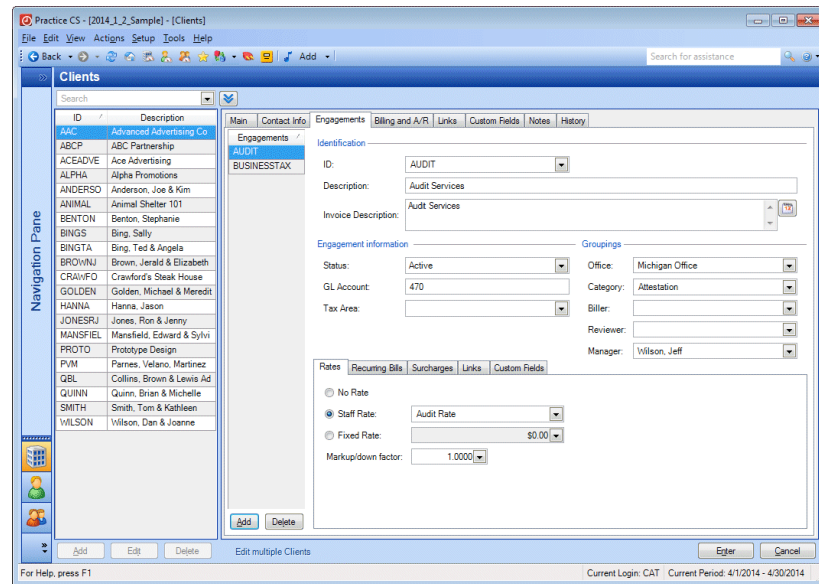 Practice CS - [2014_1_2_Sample] - [Clients]
File Edit View Actions Setup Tools Help
Back Add Search for assistance
Clients
Search
ID Description
AAC Advanced Advertising Co
ABCP ABC Partnership
ACEADVE Ace Advertising
ALPHA Alpha Promotions
ANDERSO Anderson, Joe & Kim
ANIMAL Animal Shelter 101
BENTON Benton, Stephanie
BINGS Bing, Sally
BINGTA Bing, Ted & Angela
BROWNJ Brown, Jerald & Elizabeth
CRAWFO Crawford's Steak House
GOLDEN Golden, Michael & Meredit
HANNA Hanna, Jason
JONESRJ Jones, Ron & Jenny
MANSFIEL Mansfield, Edward & Sylvi
PROTO Prototype Design
PVM Parnes, Velano, Martinez
QBL Collins, Brown & Lewis Ad
QUINN Quinn, Brian & Michelle
SMITH Smith, Tom & Kathleen
WILSON Wilson, Dan & Joanne
Navigation Pane
Add Edit Delete
Main Contact Info Engagements Billing and A/R Links Custom Fields Notes History
Engagements
AUDIT
BUSINESSTAX
Add Delete
Identification
ID: AUDIT
Description: Audit Services
Invoice Description: Audit Services
Engagement information
Status: Active
GL Account: 470
Tax Area:
Groupings
Office: Michigan Office
Category: Attestation
Biller:
Reviewer:
Manager: Wilson, Jeff
Rates Recurring Bills Surcharges Links Custom Fields
No Rate
Staff Rate: Audit Rate
Fixed Rate: $0.00
Markup/down factor: 1.0000
Edit multiple Clients
Enter Cancel
For Help, press F1
Current Login: CAT Current Period: 4/1/2014 - 4/30/2014